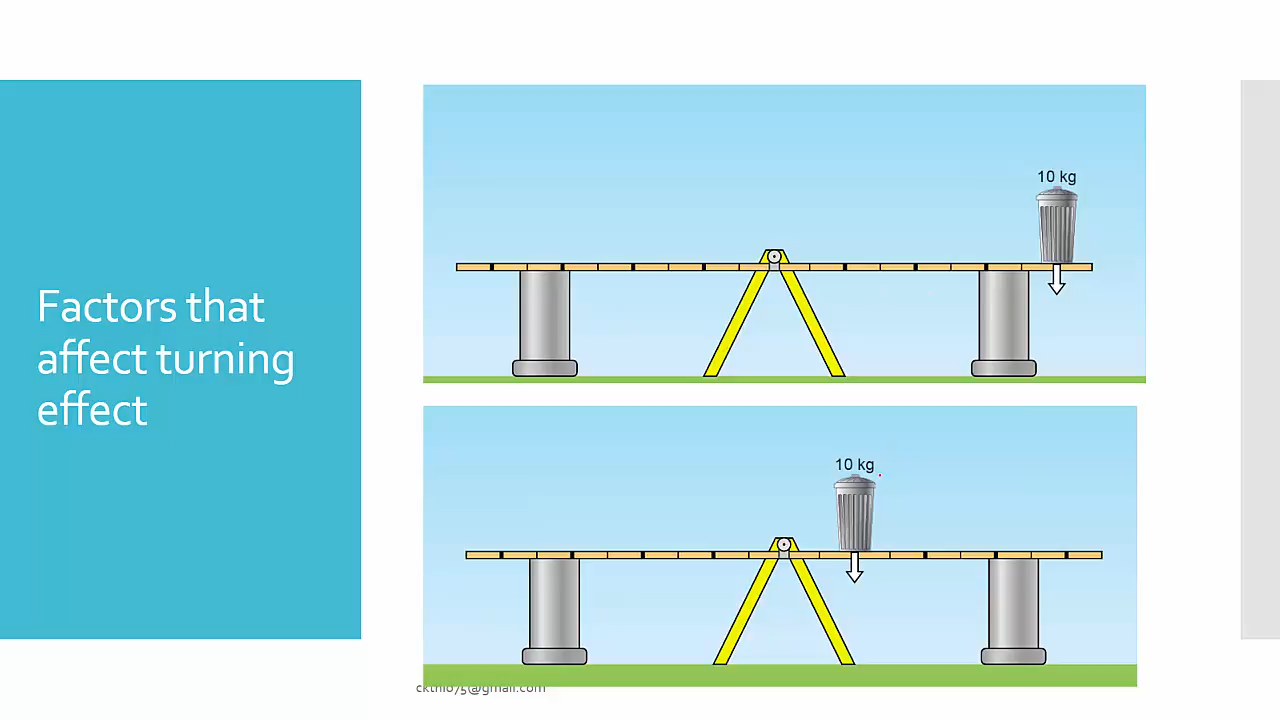 Factors that
affect turning
effect
10 kg
10 kg
ckthio75@gmail.com